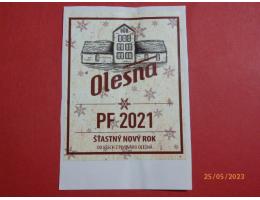 Olešná
PF 2021
ŠŤASTNÝ NOVÝ ROK
25/05/2023